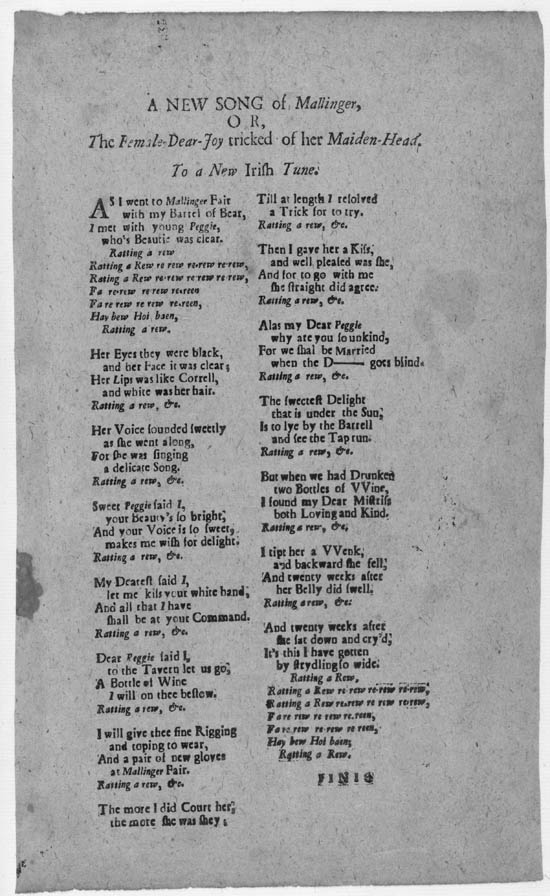 A NEW SONG of Mallinger,
OR,
The Female-Dear-Joy tricked of her Maiden-Head.
To a New Irish Tune.
AS I went to Mallinger Fair
with my Barrel of Bear,
I met with young Peggie,
who's Beautie was clear.
Ratting a rew
Ratting a Rew re rew re-rew re-rew,
Rating a Rew re-rew re-rew re-rew,
Fa re-rew re-rew re-reen
Fa re rew re rew re-reen,
Hay bew Hoi baen,
Ratting a rew.
Her Eyes they were black,
and her Face it was clear;
Her Lips was like Correll,
and white was her hair.
Ratting a rew, &c.
Her Voice sounded sweetly
as she went along,
For she was singing
a delicate Song.
Ratting a rew, &c.
Sweet Peggie said I,
your Beauty's so bright,
And your Voice is so sweet,
makes me wish for delight.
Ratting a rew, &c.
My Dearest said I,
let me kiss your white hand,
And all that I have
shall be at your Command.
Ratting a rew, &c.
Dear Peggie said I,
to the Tavern let us go,
A Bottle of Wine
I will on thee bestow.
Ratting a rew, &c.
I will give thee fine Rigging
and toping to wear,
And a pair of new gloves
at Mallinger Fair.
Ratting a rew, &c.
The more I did Court her,
the more she was shey;
Till at length I resolved
a Trick for to try.
Ratting a rew, &c.
Then I gave her a Kiss,
and well pleased was she,
And for to go with me
she straight did agree.
Ratting a rew, &c.
Alas my Dear Peggie
why are you so unkind,
For we shal be Married
when the D—— goes blind.
Ratting a rew, &c.
The sweetest Delight
that is under the Sun,
Is to lye by the Barrell
and see the Tap run.
Ratting a rew, &c.
But when we had Drunken
two Bottles of VVine,
I found my Dear Mistriss
both Loving and Kind.
Ratting a rew, &c.
I tipt her a VVenk,
and backward she fell,
And twenty weeks after
her Belly did swell.
Ratting a rew, &c.
And twenty weeks after
she sat down and cry'd,
It's this I have gotten
by strydling so wide.
Ratting a Rew,
Ratting a Rew re-rew re-rew re-rew,
Ratting a Rew re-rew re rew re-rew,
Fa re rew re rew re-reen,
Fa re rew re-rew re-reen,
Hay bew Hoi baen,
Ratting a Rew.
FINIS